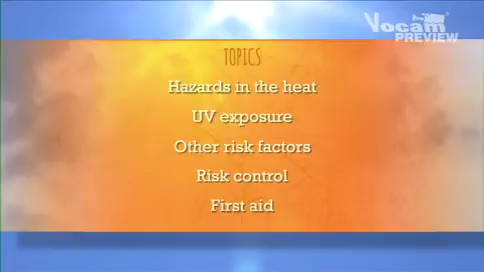 Vocam
PREVIEW
TOPICS
Hazards in the heat
UV exposure
Other risk factors
Risk control
First aid